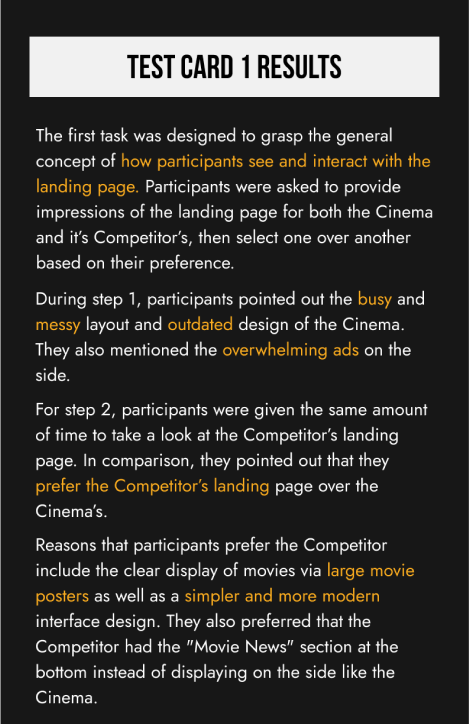 TEST CARD 1 RESULTS
The first task was designed to grasp the general
concept of how participants see and interact with the
landing page. Participants were asked to provide
impressions of the landing page for both the Cinema
and it's Competitor's, then select one over another
based on their preference.
During step 1, participants pointed out the busy and
messy layout and outdated design of the Cinema.
They also mentioned the overwhelming ads on the
side.
For step 2, participants were given the same amount
of time to take a look at the Competitor's landing
page. In comparison, they pointed out that they
prefer the Competitor's landing page over the
Cinema's.
Reasons that participants prefer the Competitor
include the clear display of movies via large movie
posters as well as a simpler and more modern
interface design. They also preferred that the
Competitor had the "Movie News" section at the
bottom instead of displaying on the side like the
Cinema.